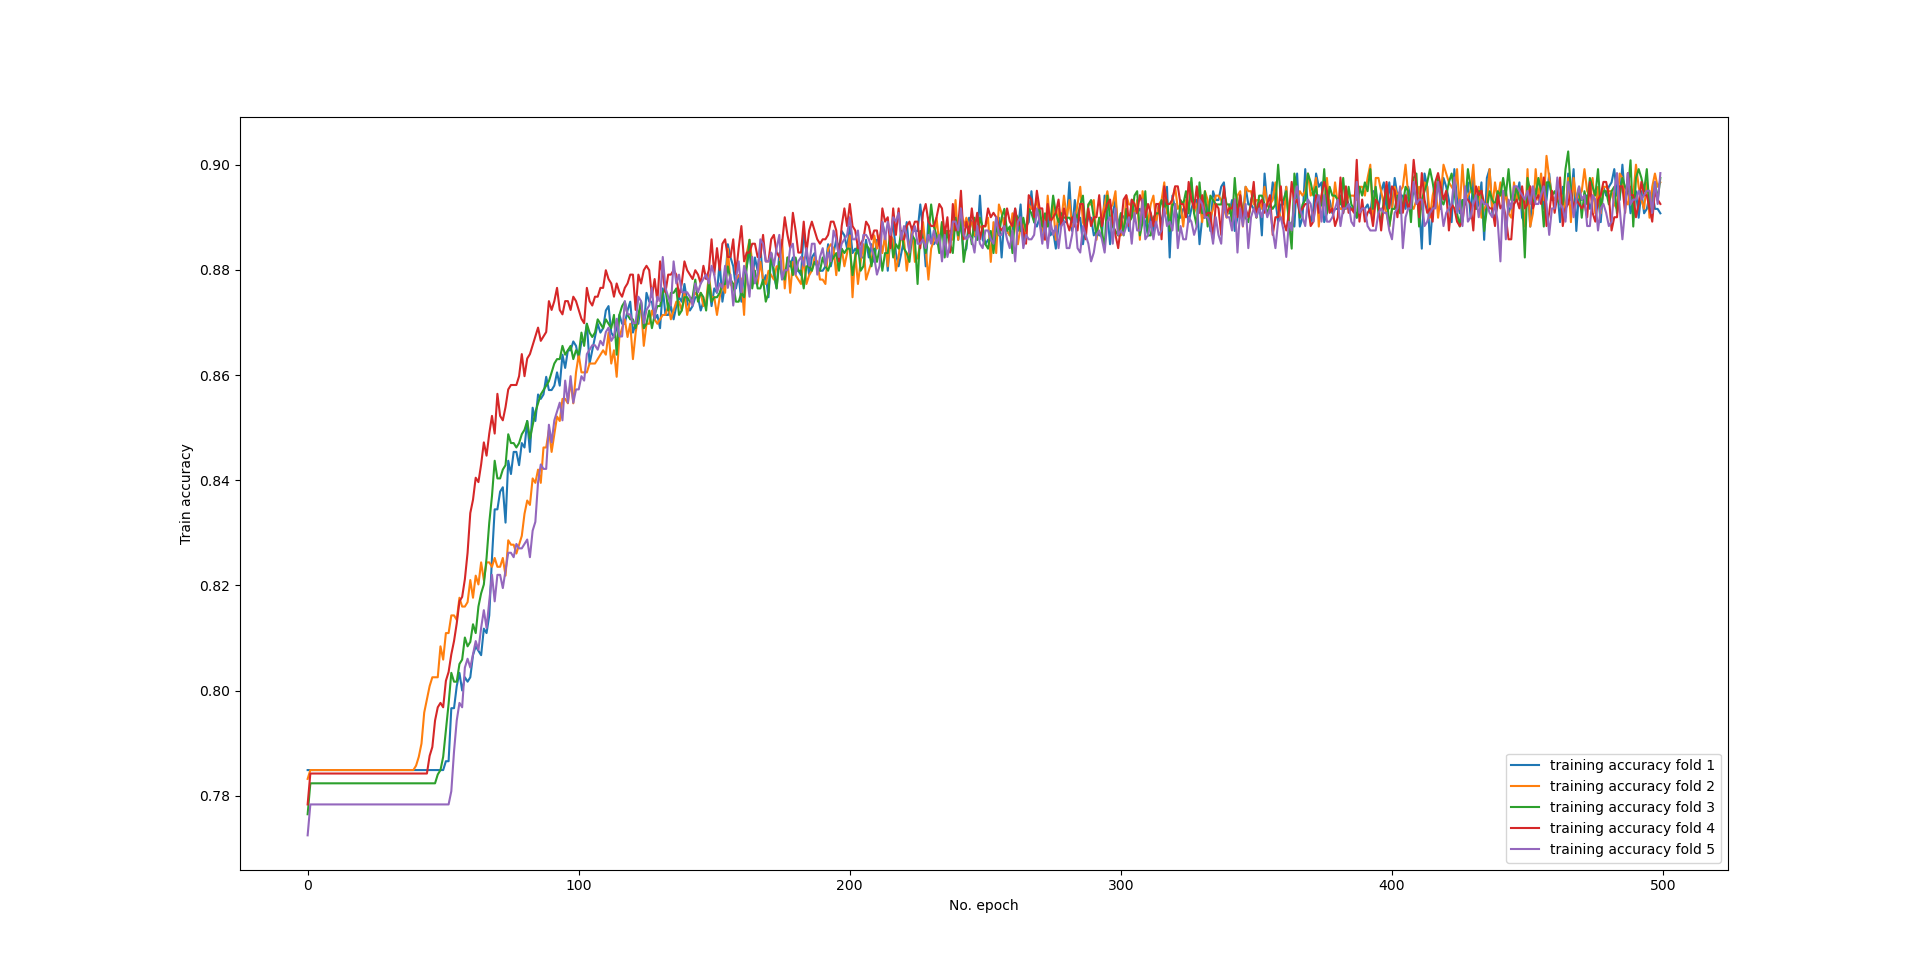 0.90
0.88
0.86
0.84
0.82
0.80
0.78
Train accuracy
0 100 200 300 400 500
No. epoch
training accuracy fold 1
training accuracy fold 2
training accuracy fold 3
training accuracy fold 4
training accuracy fold 5